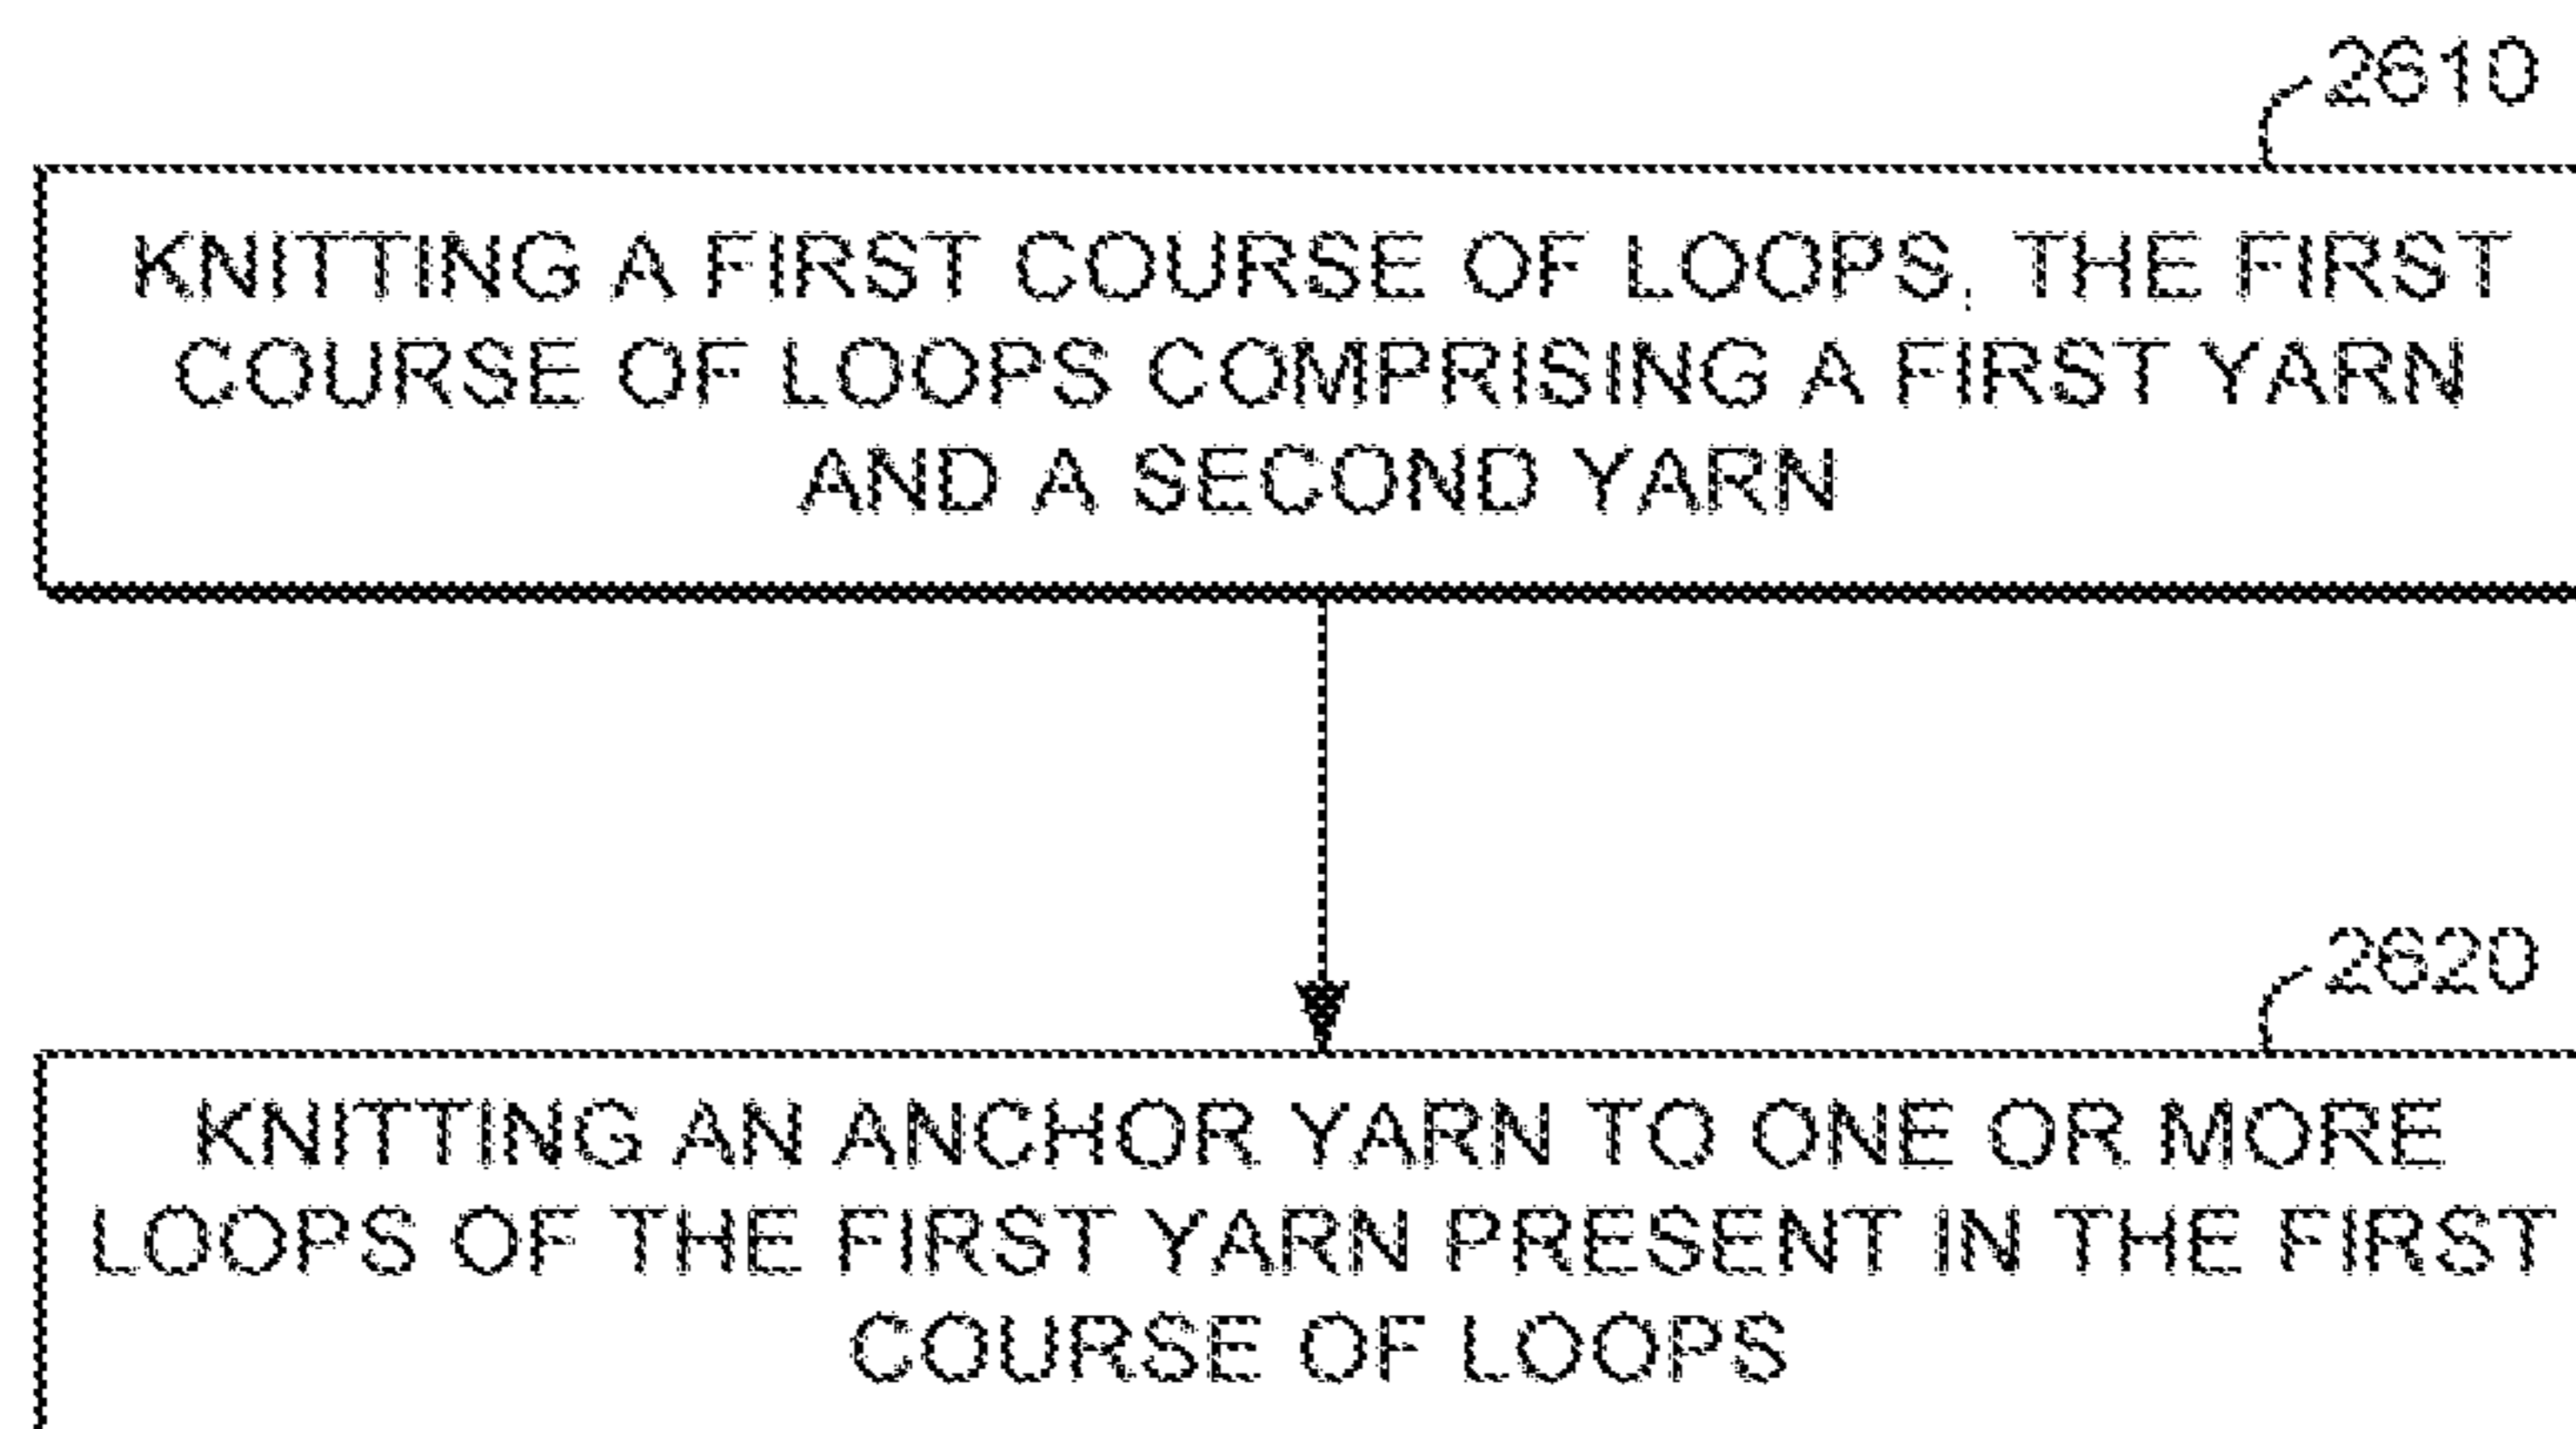 2610
KNITTING A FIRST COURSE OF LOOPS, THE FIRST
COURSE OF LOOPS COMPRISING A FIRST YARN
AND A SECOND YARN
2620
KNITTING AN ANCHOR YARN TO ONE OR MORE
LOOPS OF THE FIRST YARN PRESENT IN THE FIRST
COURSE OF LOOPS